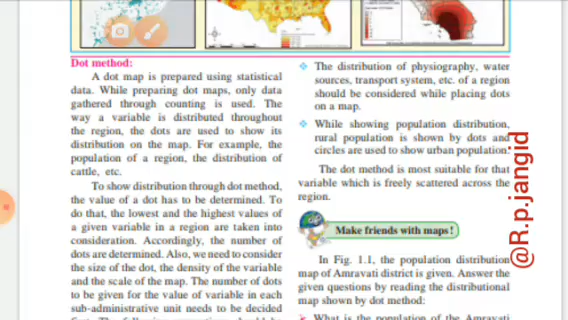 Dot method:
A dot map is prepared using statistical
data. While preparing dot maps, only data
gathered through counting is used. The
way a variable is distributed throughout
the region, the dots are used to show its
distribution on the map. For example, the
population of a region, the distribution of
cattle, etc.
To show distribution through dot method,
the value of a dot has to be determined. To
do that, the lowest and the highest values of
a given variable in a region are taken into
consideration. Accordingly, the number of
dots are determined. Also, we need to consider
the size of the dot, the density of the variable
and the scale of the map. The number of dots
to be given for the value of variable in each
sub-administrative unit needs to be decided
❖ The distribution of physiography, water
sources, transport system, etc. of a region
should be considered while placing dots
on a map.
❖ While showing population distribution,
rural population is shown by dots and
circles are used to show urban population.
The dot method is most suitable for that
variable which is freely scattered across the
region.
Make friends with maps!
In Fig. 1.1, the population distribution
map of Amravati district is given. Answer the
given questions by reading the distributional
map shown by dot method:
➤ What is the population of the Amravati
@R.p.jangid